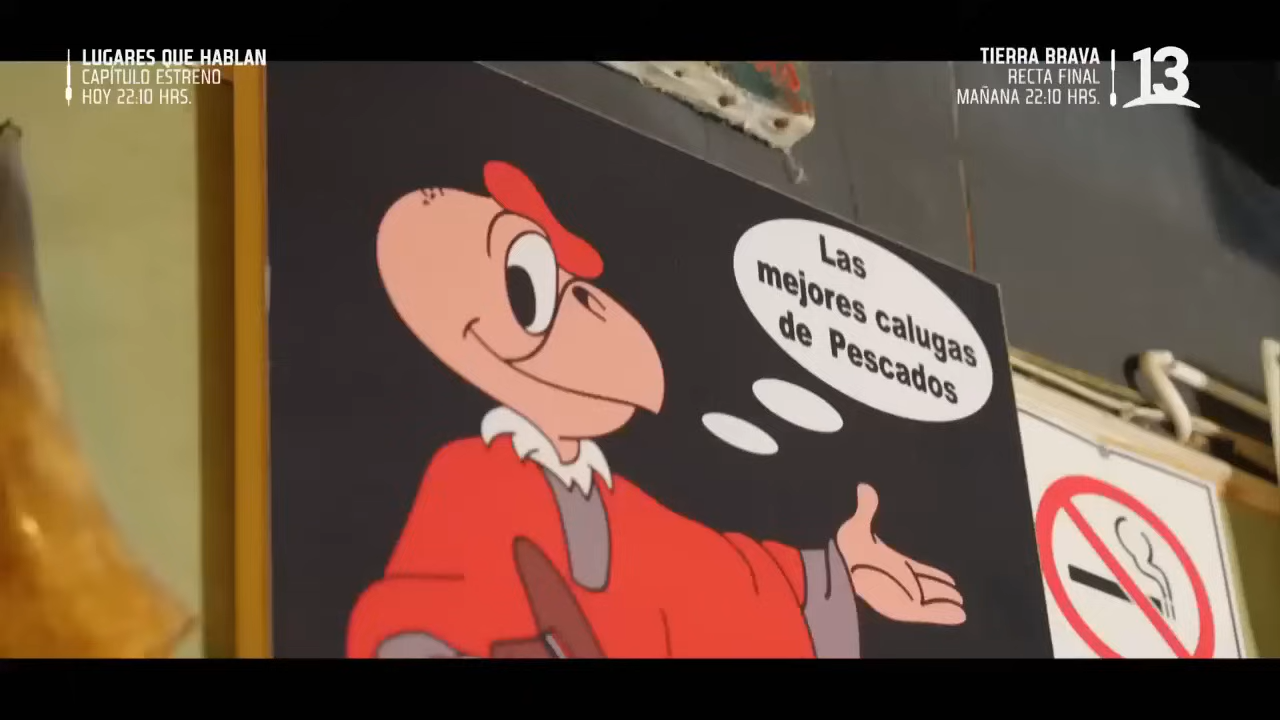 LUGARES QUE HABLAN
CAPÍTULO ESTRENO
HOY 22:10 HRS.
TIERRA BRAVA
RECTA FINAL
MAÑANA 22:10 HRS.
13
Las
mejores calugas
de Pescados